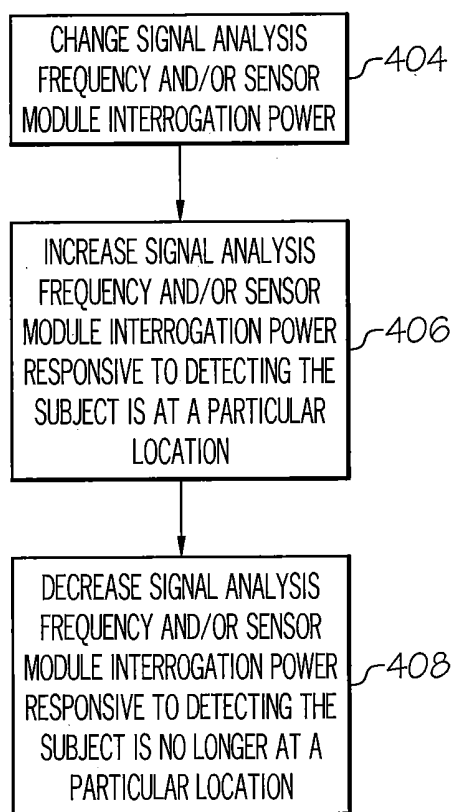 CHANGE SIGNAL ANALYSIS
FREQUENCY AND/OR SENSOR
MODULE INTERROGATION POWER
404
INCREASE SIGNAL ANALYSIS
FREQUENCY AND/OR SENSOR
MODULE INTERROGATION POWER
RESPONSIVE TO DETECTING THE
SUBJECT IS AT A PARTICULAR
LOCATION
406
DECREASE SIGNAL ANALYSIS
FREQUENCY AND/OR SENSOR
MODULE INTERROGATION POWER
RESPONSIVE TO DETECTING THE
SUBJECT IS NO LONGER AT A
PARTICULAR LOCATION
408